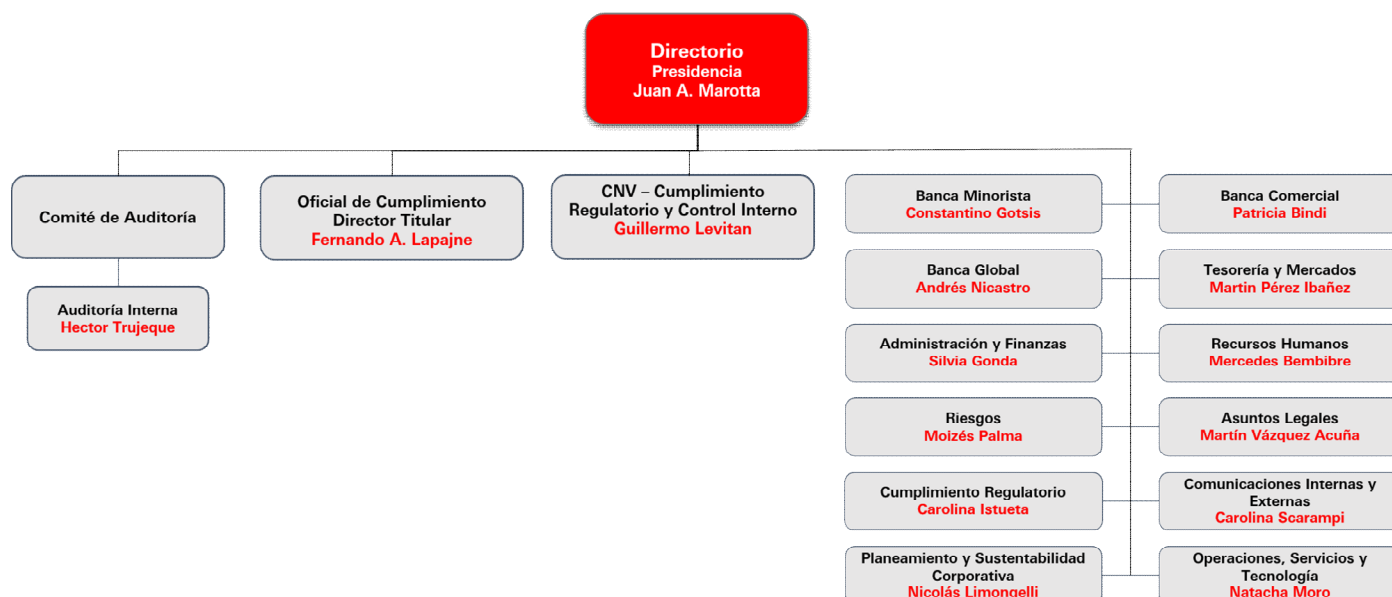 Directorio
Presidencia
Juan A. Marotta
Comité de Auditoría
Auditoría Interna
Hector Trujeque
Oficial de Cumplimiento
Director Titular
Fernando A. Lapajne
CNV – Cumplimiento
Regulatorio y Control Interno
Guillermo Levitan
Banca Minorista
Constantino Gotsis
Banca Comercial
Patricia Bindi
Banca Global
Andrés Nicastro
Tesorería y Mercados
Martin Pérez Ibañez
Administración y Finanzas
Silvia Gonda
Recursos Humanos
Mercedes Bembibre
Riesgos
Moizés Palma
Asuntos Legales
Martín Vázquez Acuña
Cumplimiento Regulatorio
Carolina Istueta
Comunicaciones Internas y
Externas
Carolina Scarampi
Planeamiento y Sustentabilidad
Corporativa
Nicolás Limongelli
Operaciones, Servicios y
Tecnología
Natacha Moro